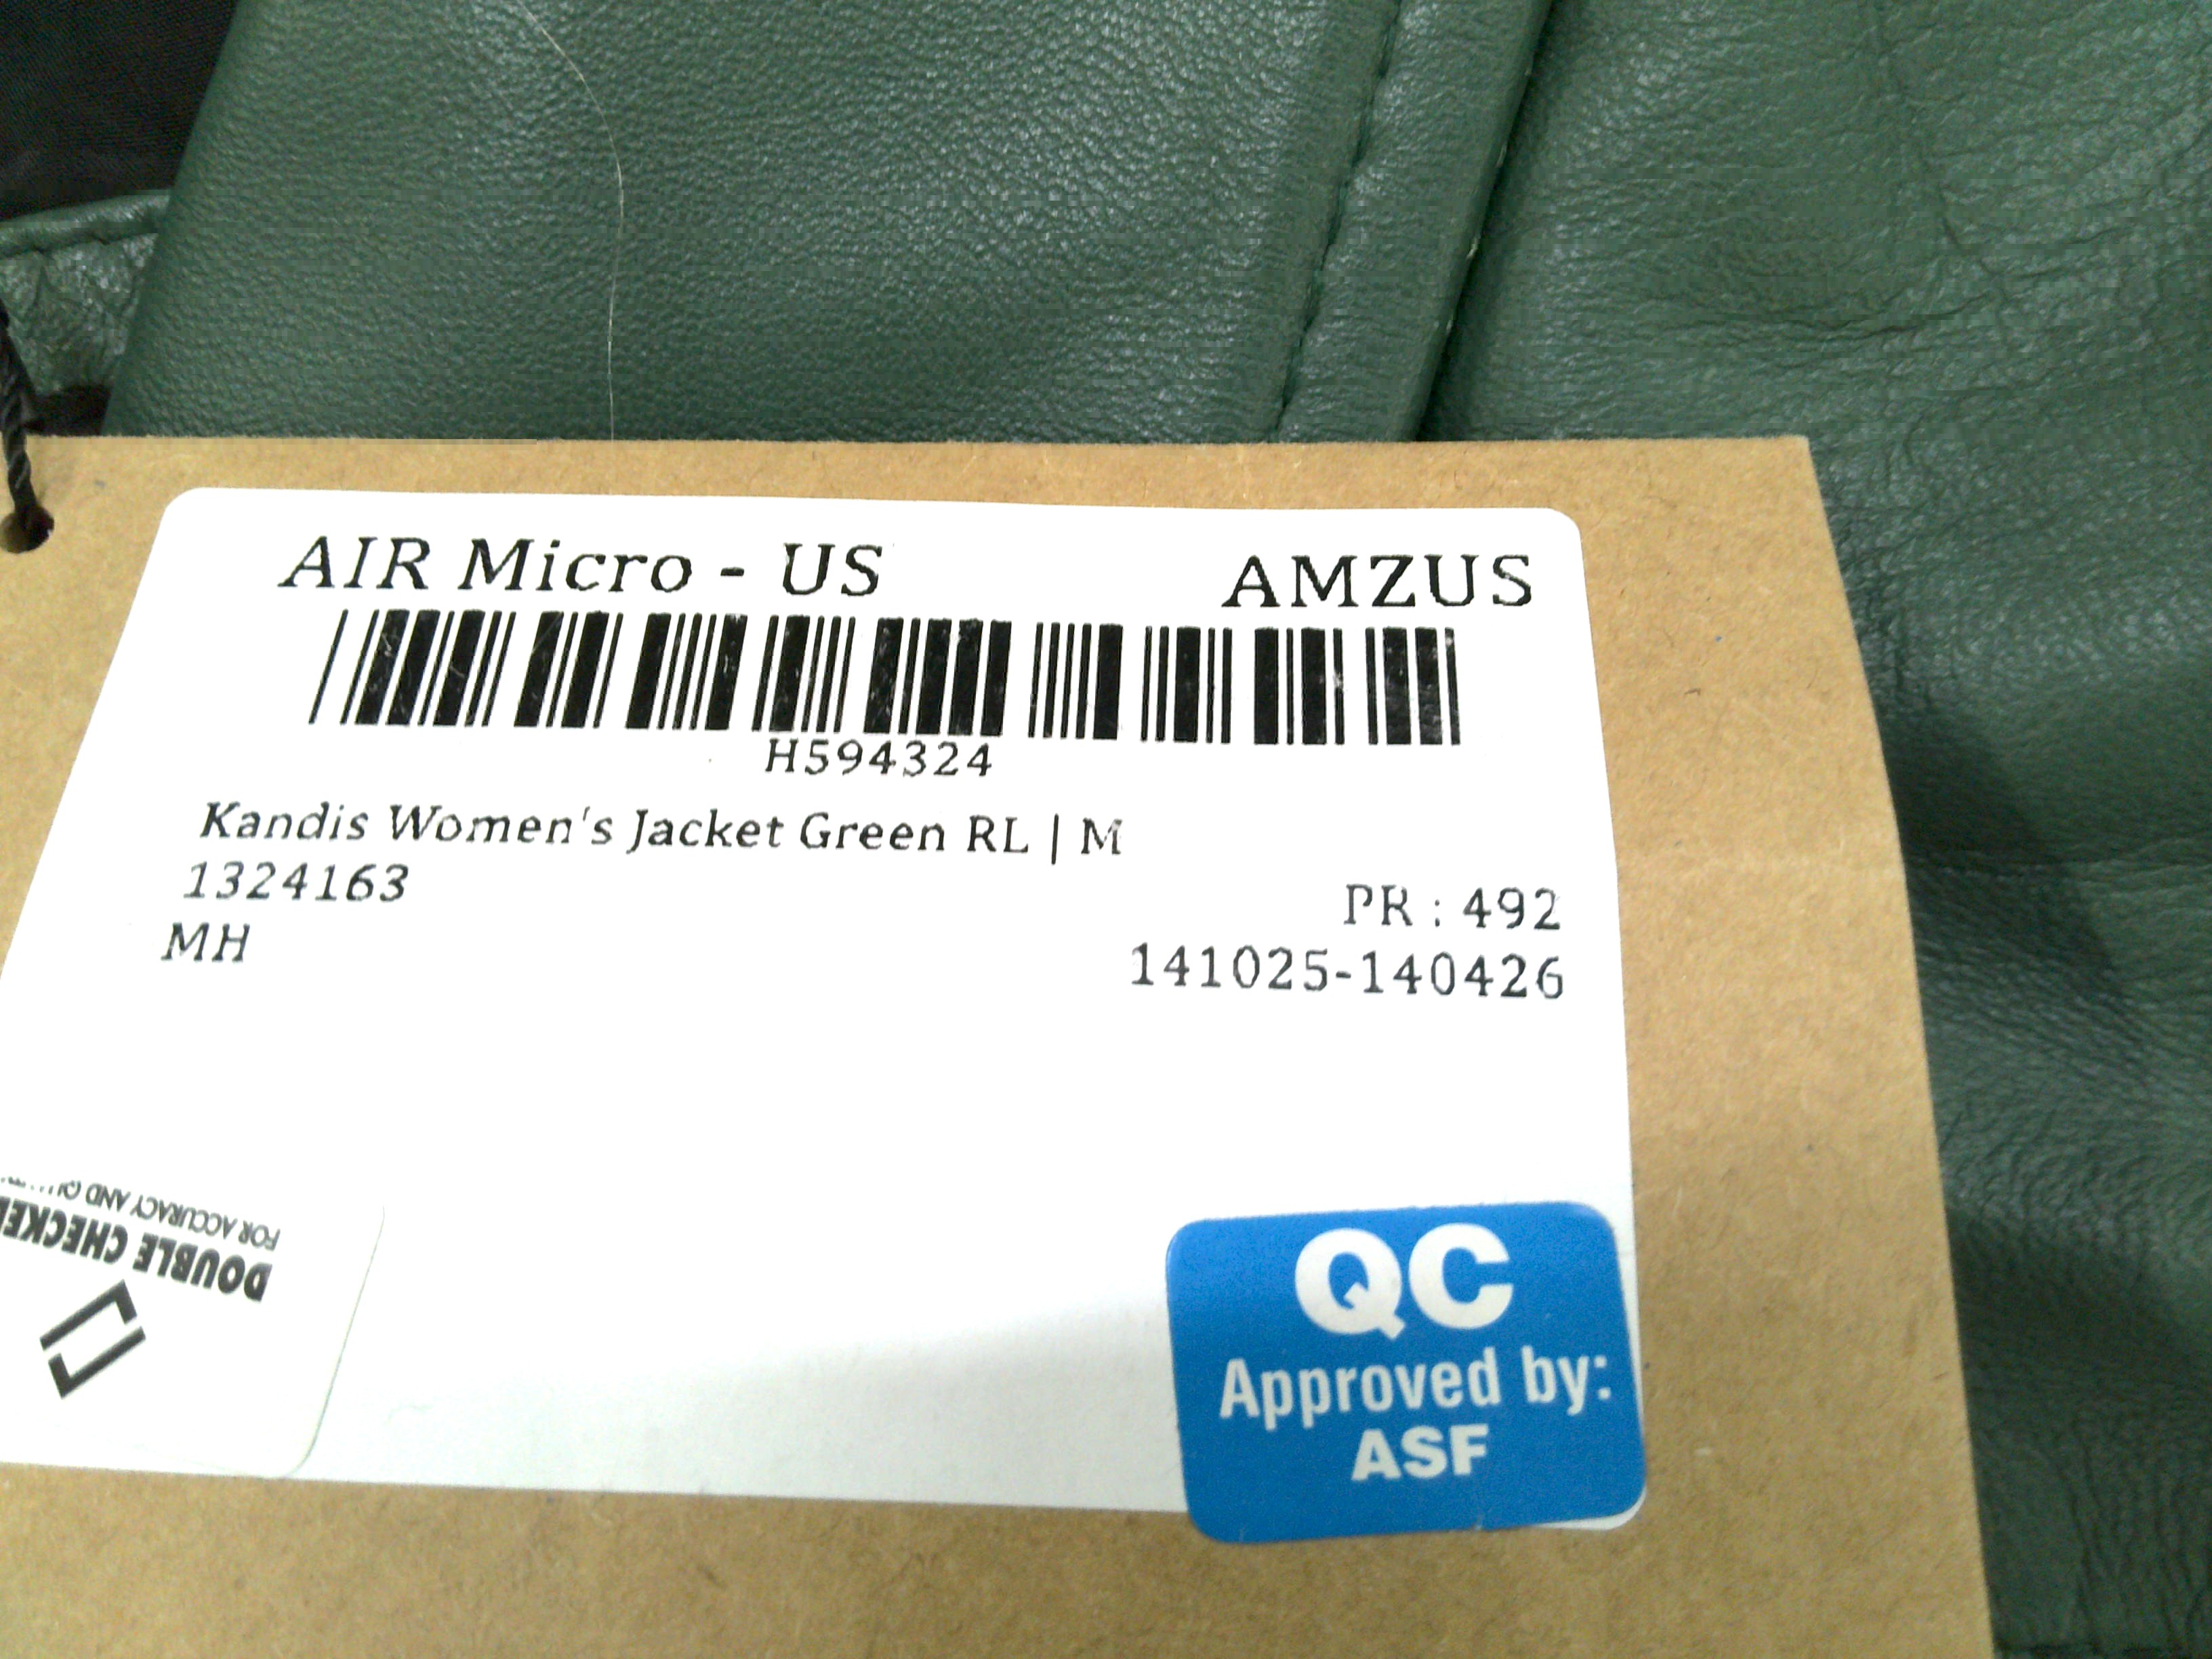 AIR Micro - US AMZUS
H594324
Kandis Women's Jacket Green RL | M
1324163
PR : 492
MH
141025-140426
DOUBLE
FOR ACCURACY AND
QC
Approved by:
ASF